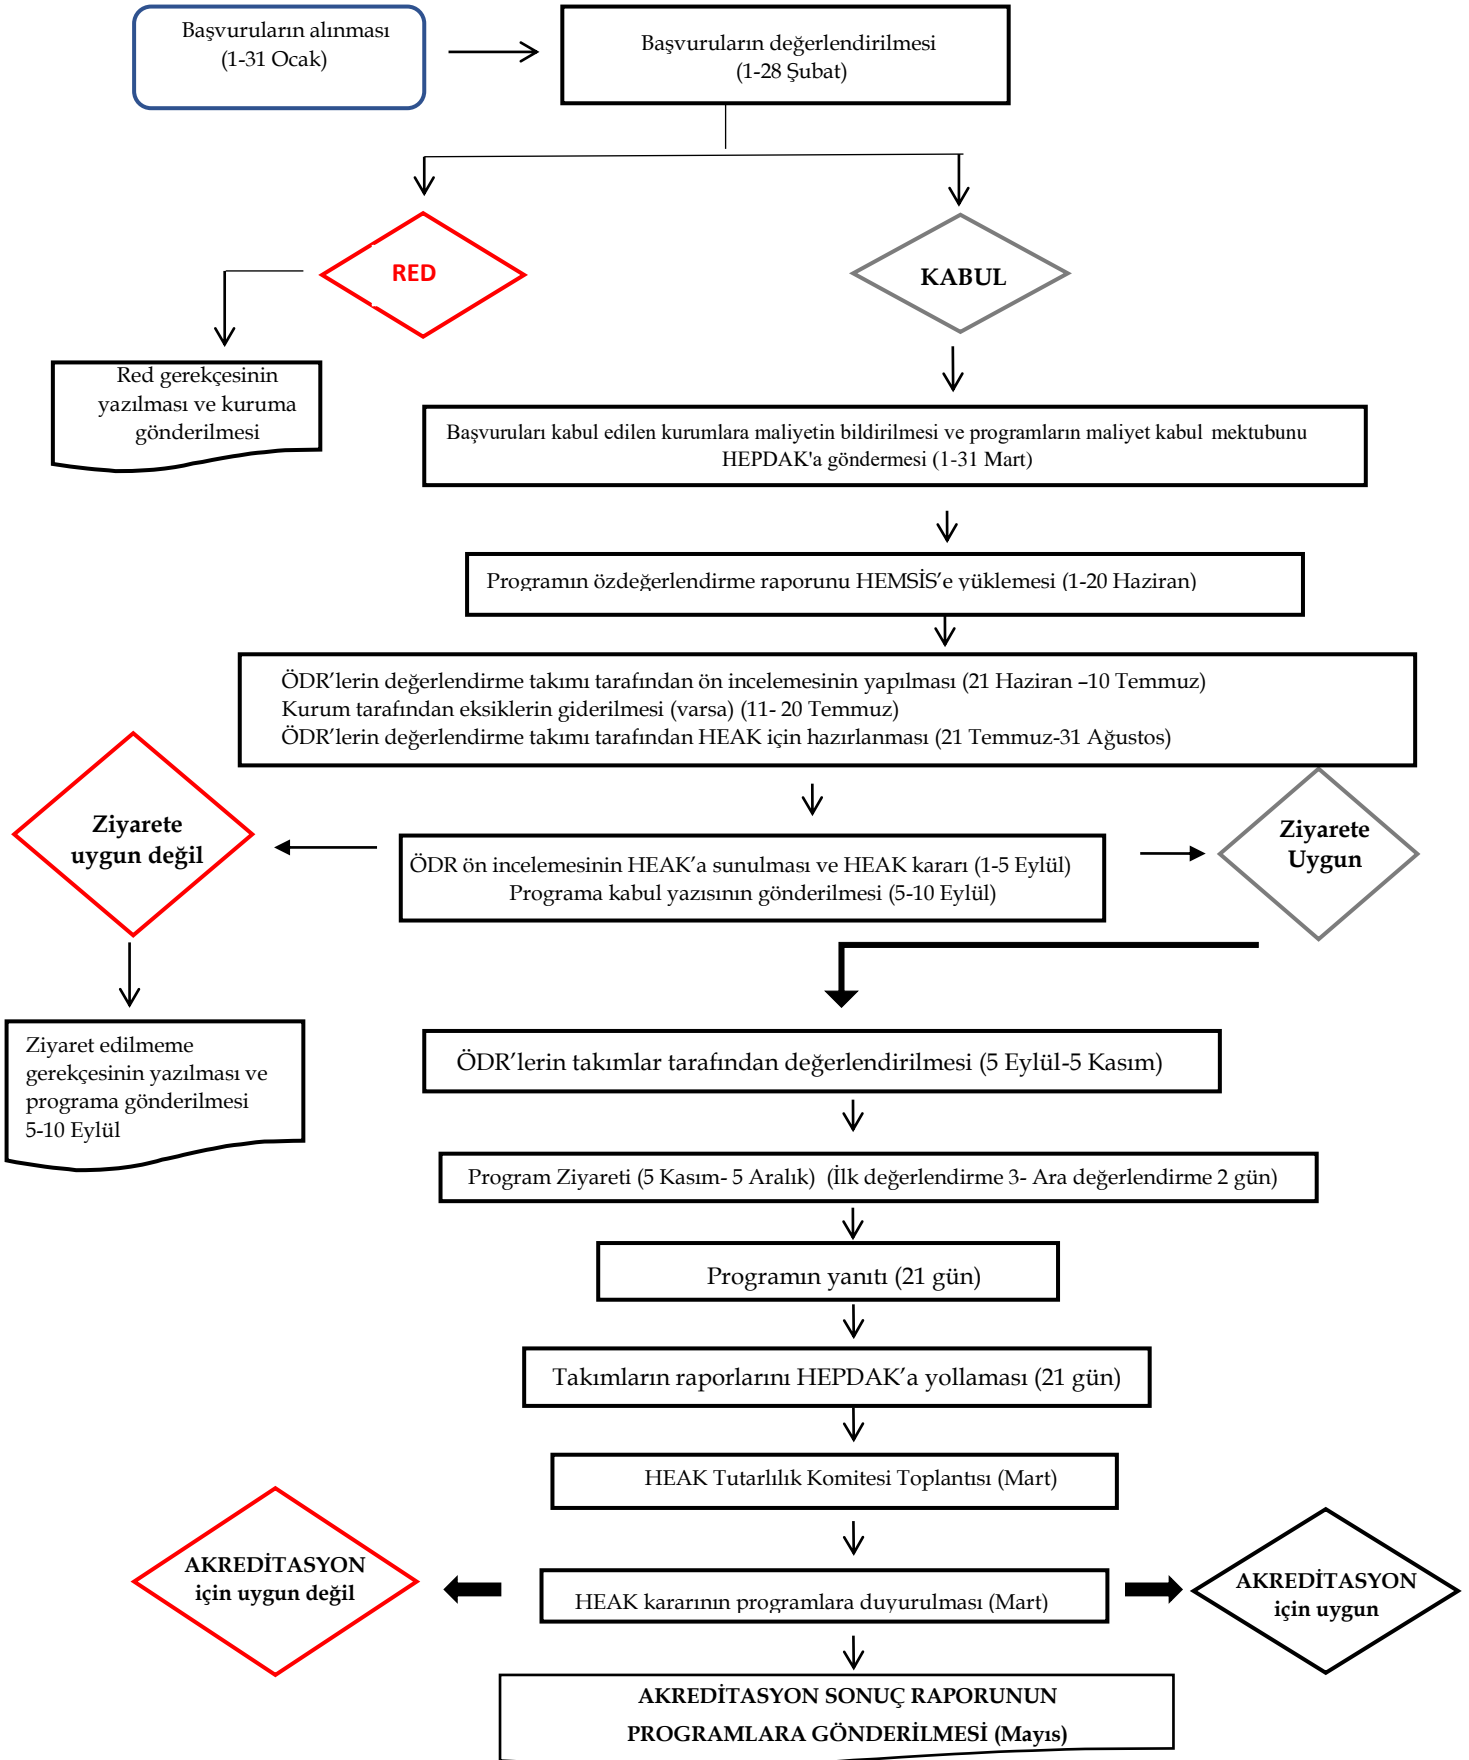 Başvuruların alınması
(1-31 Ocak)
Başvuruların değerlendirilmesi
(1-28 Şubat)
RED
KABUL
Red gerekçesinin
yazılması ve kuruma
gönderilmesi
Başvuruları kabul edilen kurumlara maliyetin bildirilmesi ve programların maliyet kabul mektubunu
HEPDAK'a göndermesi (1-31 Mart)
Programın özdeğerlendirme raporunu HEMSİS’e yüklemesi (1-20 Haziran)
ÖDR’lerin değerlendirme takımı tarafından ön incelemesinin yapılması (21 Haziran –10 Temmuz)
Kurum tarafından eksiklerin giderilmesi (varsa) (11- 20 Temmuz)
ÖDR’lerin değerlendirme takımı tarafından HEAK için hazırlanması (21 Temmuz-31 Ağustos)
Ziyarete
uygun değil
ÖDR ön incelemesinin HEAK’a sunulması ve HEAK kararı (1-5 Eylül)
Programa kabul yazısının gönderilmesi (5-10 Eylül)
Ziyarete
Uygun
Ziyaret edilmeme
gerekçesinin yazılması ve
programa gönderilmesi
5-10 Eylül
ÖDR’lerin takımlar tarafından değerlendirilmesi (5 Eylül-5 Kasım)
Program Ziyareti (5 Kasım- 5 Aralık) (İlk değerlendirme 3- Ara değerlendirme 2 gün)
Programın yanıtı (21 gün)
Takımların raporlarını HEPDAK’a yollaması (21 gün)
HEAK Tutarlılık Komitesi Toplantısı (Mart)
AKREDİTASYON
için uygun değil
HEAK kararının programlara duyurulması (Mart)
AKREDİTASYON
için uygun
AKREDİTASYON SONUÇ RAPORUNUN
PROGRAMLARA GÖNDERİLMESİ (Mayıs)